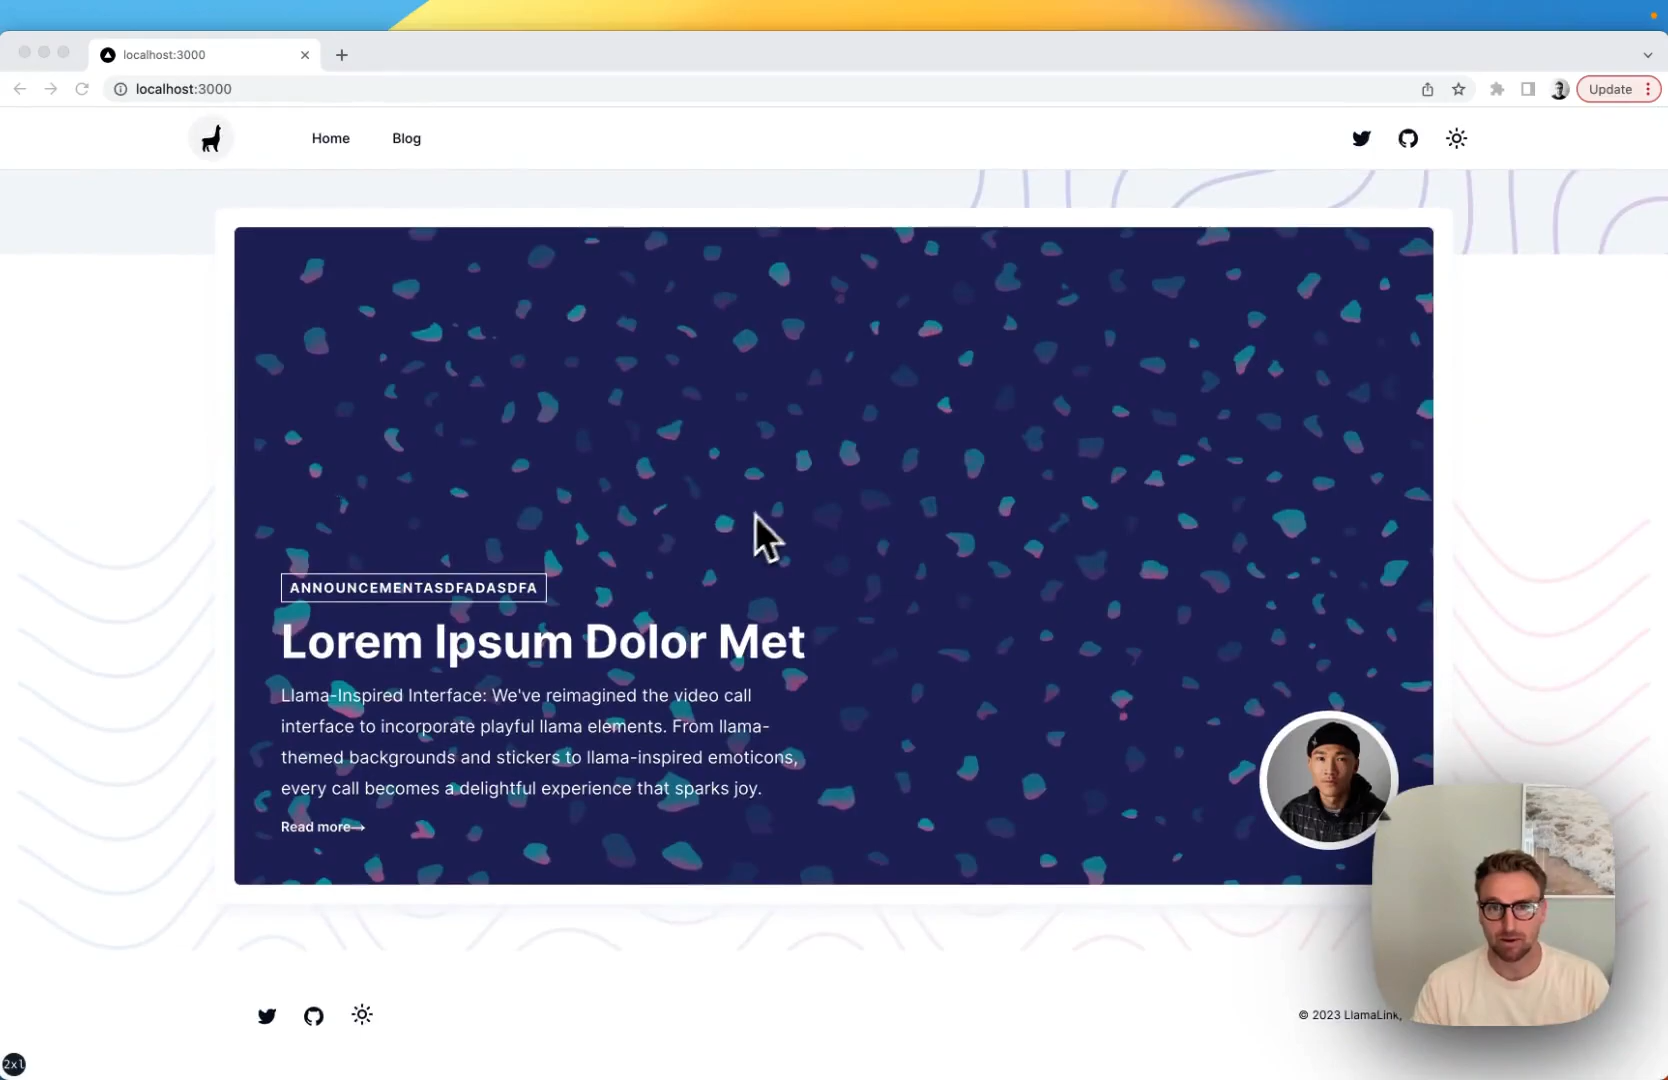 localhost:3000
localhost:3000
Update
Home
Blog
ANNOUNCEMENTASDFADASDFA
Lorem Ipsum Dolor Met
Llama-Inspired Interface: We've reimagined the video call
interface to incorporate playful llama elements. From llama-
themed backgrounds and stickers to llama-inspired emoticons,
every call becomes a delightful experience that sparks joy.
Read more→
© 2023 LlamaLink,
2xl